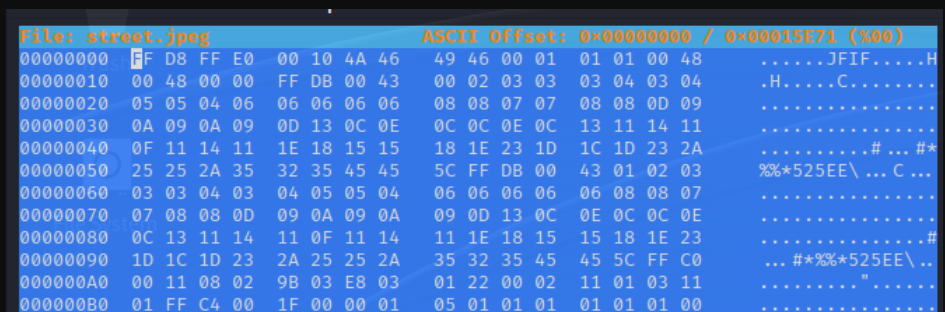 File: street.jpeg ASCII Offset: 0×00000000 / 0×00015E71 (%00)
00000000 FF D8 FF E0 00 10 4A 46 49 46 00 01 01 01 00 48 ......JFIF.....H
00000010 00 48 00 00 FF DB 00 43 00 02 03 03 03 04 03 04 .H.....C........
00000020 05 05 04 06 06 06 06 06 08 08 07 07 08 08 0D 09 ................
00000030 0A 09 0A 09 0D 13 0C 0E 0C 0C 0E 0C 13 11 14 11 ................
00000040 0F 11 14 11 1E 18 15 15 18 1E 23 1D 1C 1D 23 2A ..........#...#*
00000050 25 25 2A 35 32 35 45 45 5C FF DB 00 43 01 02 03 %%*525EE\...C...
00000060 03 03 04 03 04 05 05 04 06 06 06 06 06 08 08 07 ................
00000070 07 08 08 0D 09 0A 09 0A 09 0D 13 0C 0E 0C 0C 0E ................
00000080 0C 13 11 14 11 0F 11 14 11 1E 18 15 15 18 1E 23 ...............#
00000090 1D 1C 1D 23 2A 25 25 2A 35 32 35 45 45 5C FF C0 ...#*%%*525EE\..
000000A0 00 11 08 02 9B 03 E8 03 01 22 00 02 11 01 03 11 ........."......
000000B0 01 FF C4 00 1F 00 00 01 05 01 01 01 01 01 01 00 ................